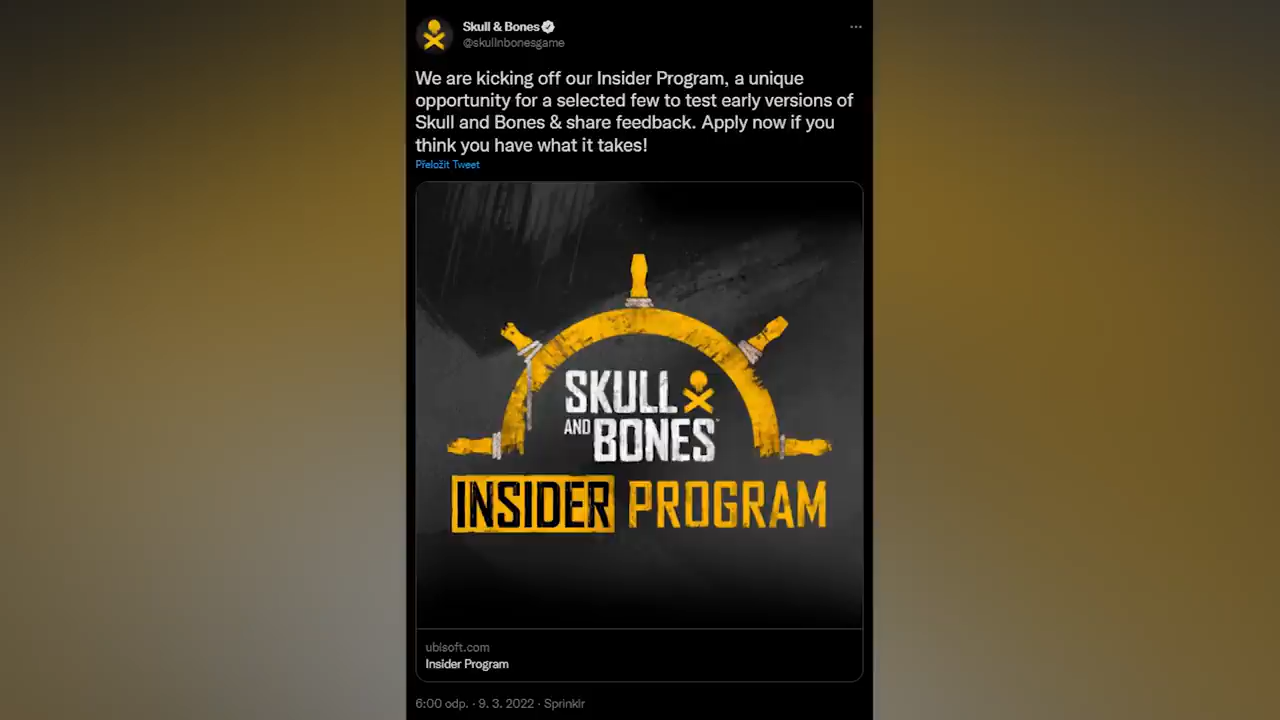 Skull & Bones
@skullnbonesgame
We are kicking off our Insider Program, a unique
opportunity for a selected few to test early versions of
Skull and Bones & share feedback. Apply now if you
think you have what it takes!
Přeložit Tweet
SKULL
AND BONES™
INSIDER PROGRAM
ubisoft.com
Insider Program
6:00 odp. · 9. 3. 2022 · Sprinklr